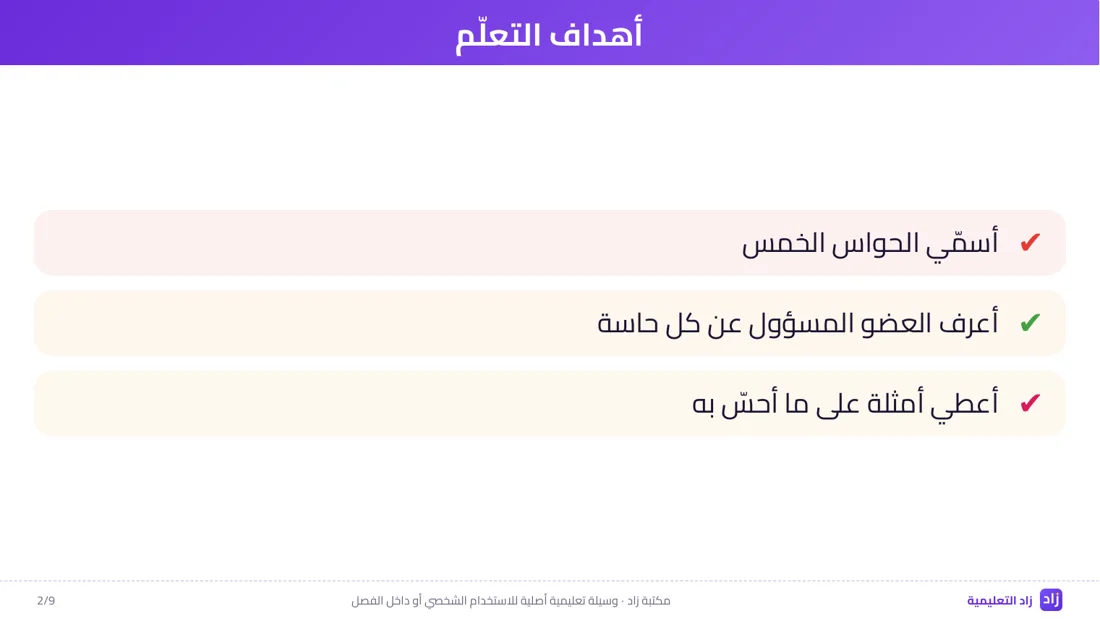 أهداف التعلّم
✔ أسمّي الحواس الخمس
✔ أعرف العضو المسؤول عن كل حاسة
✔ أعطي أمثلة على ما أحسّ به
زاد زاد التعليمية
مكتبة زاد · وسيلة تعليمية أصلية للاستخدام الشخصي أو داخل الفصل
2/9